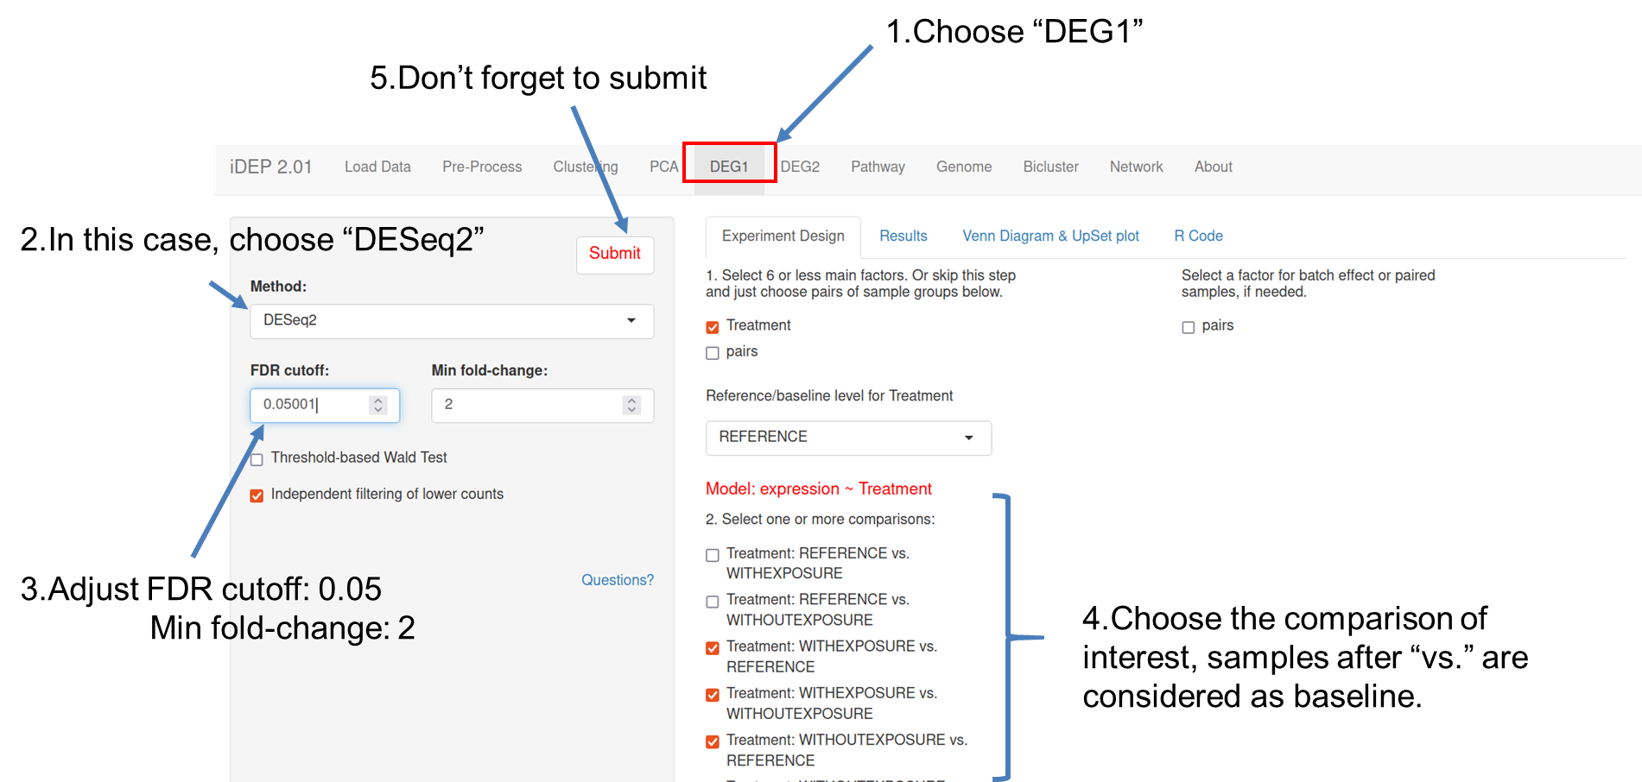 1.Choose “DEG1”
5.Don’t forget to submit
iDEP 2.01 Load Data Pre-Process Clustering PCA DEG1 DEG2 Pathway Genome Bicluster Network About
2.In this case, choose “DESeq2”
Submit
Method:
DESeq2
FDR cutoff: Min fold-change:
0.05001 2
Threshold-based Wald Test
Independent filtering of lower counts
Questions?
3.Adjust FDR cutoff: 0.05
Min fold-change: 2
Experiment Design Results Venn Diagram & UpSet plot R Code
1. Select 6 or less main factors. Or skip this step
and just choose pairs of sample groups below.
Treatment
pairs
Select a factor for batch effect or paired
samples, if needed.
pairs
Reference/baseline level for Treatment
REFERENCE
Model: expression ~ Treatment
2. Select one or more comparisons:
Treatment: REFERENCE vs.
WITHEXPOSURE
Treatment: REFERENCE vs.
WITHOUTEXPOSURE
Treatment: WITHEXPOSURE vs.
REFERENCE
Treatment: WITHEXPOSURE vs.
WITHOUTEXPOSURE
Treatment: WITHOUTEXPOSURE vs.
REFERENCE
4.Choose the comparison of
interest, samples after “vs.” are
considered as baseline.